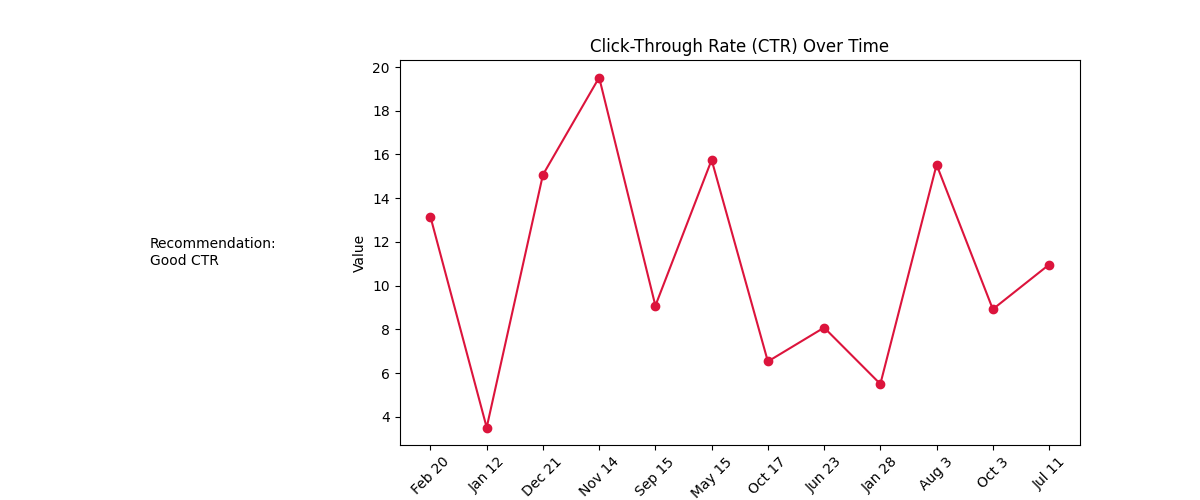 Click-Through Rate (CTR) Over Time
Recommendation:
Good CTR
Value
20
18
16
14
12
10
8
6
4
Feb 20
Jan 12
Dec 21
Nov 14
Sep 15
May 15
Oct 17
Jun 23
Jan 28
Aug 3
Oct 3
Jul 11